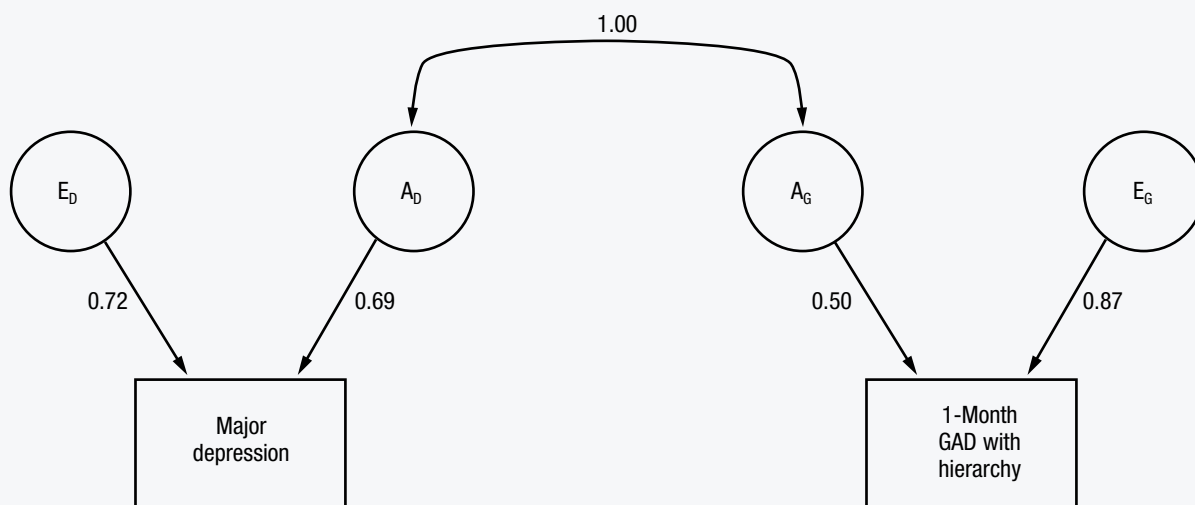 1.00
E_D
A_D
A_G
E_G
0.72
0.69
0.50
0.87
Major
depression
1-Month
GAD with
hierarchy